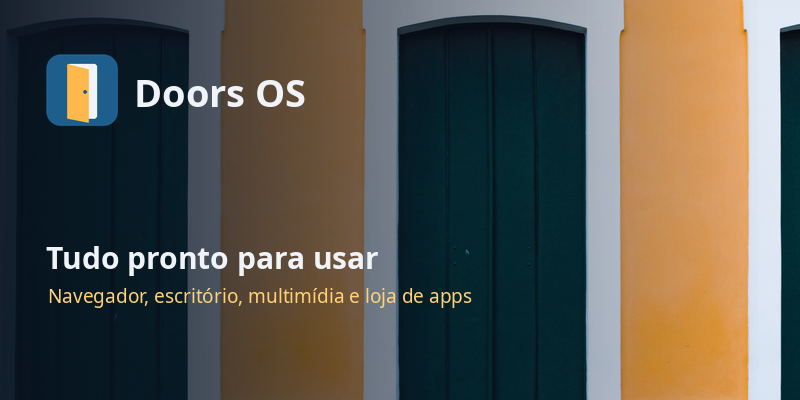 Doors OS
Tudo pronto para usar
Navegador, escritório, multimídia e loja de apps